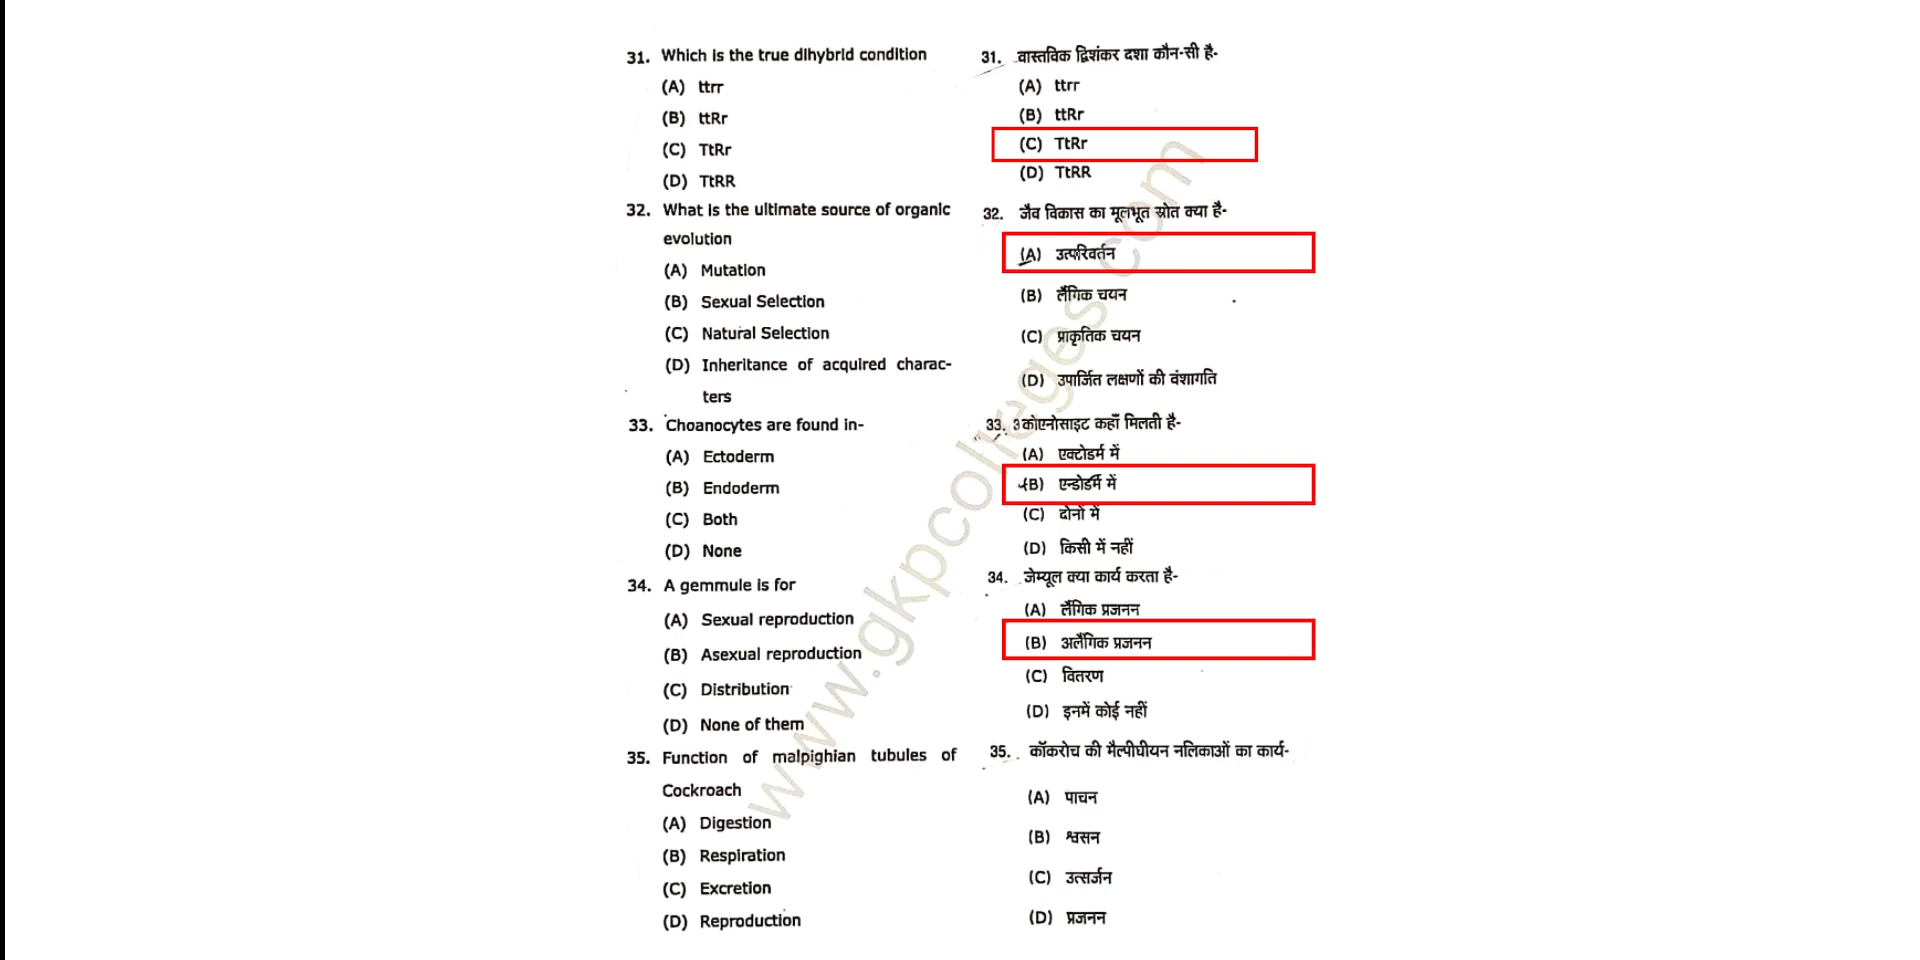 31. Which is the true dihybrid condition
(A) ttrr
(B) ttRr
(C) TtRr
(D) TtRR
32. What is the ultimate source of organic
evolution
(A) Mutation
(B) Sexual Selection
(C) Natural Selection
(D) Inheritance of acquired charac-
ters
33. Choanocytes are found in-
(A) Ectoderm
(B) Endoderm
(C) Both
(D) None
34. A gemmule is for
(A) Sexual reproduction
(B) Asexual reproduction
(C) Distribution
(D) None of them
35. Function of malpighian tubules of
Cockroach
(A) Digestion
(B) Respiration
(C) Excretion
(D) Reproduction
31. वास्तविक द्विशंकर दशा कौन-सी है-
(A) ttrr
(B) ttRr
(C) TtRr
(D) TtRR
32. जैव विकास का मूलभूत स्रोत क्या है-
(A) उत्परिवर्तन
(B) लैंगिक चयन
(C) प्राकृतिक चयन
(D) उपार्जित लक्षणों की वंशागति
33. कोएनोसाइट कहाँ मिलती है-
(A) एक्टोडर्म में
(B) एन्डोडर्म में
(C) दोनों में
(D) किसी में नहीं
34. जेम्यूल क्या कार्य करता है-
(A) लैंगिक प्रजनन
(B) अलैंगिक प्रजनन
(C) वितरण
(D) इनमें कोई नहीं
35. कॉकरोच की मैल्पीघीयन नलिकाओं का कार्य-
(A) पाचन
(B) श्वसन
(C) उत्सर्जन
(D) प्रजनन
www.gkpcolleges.com